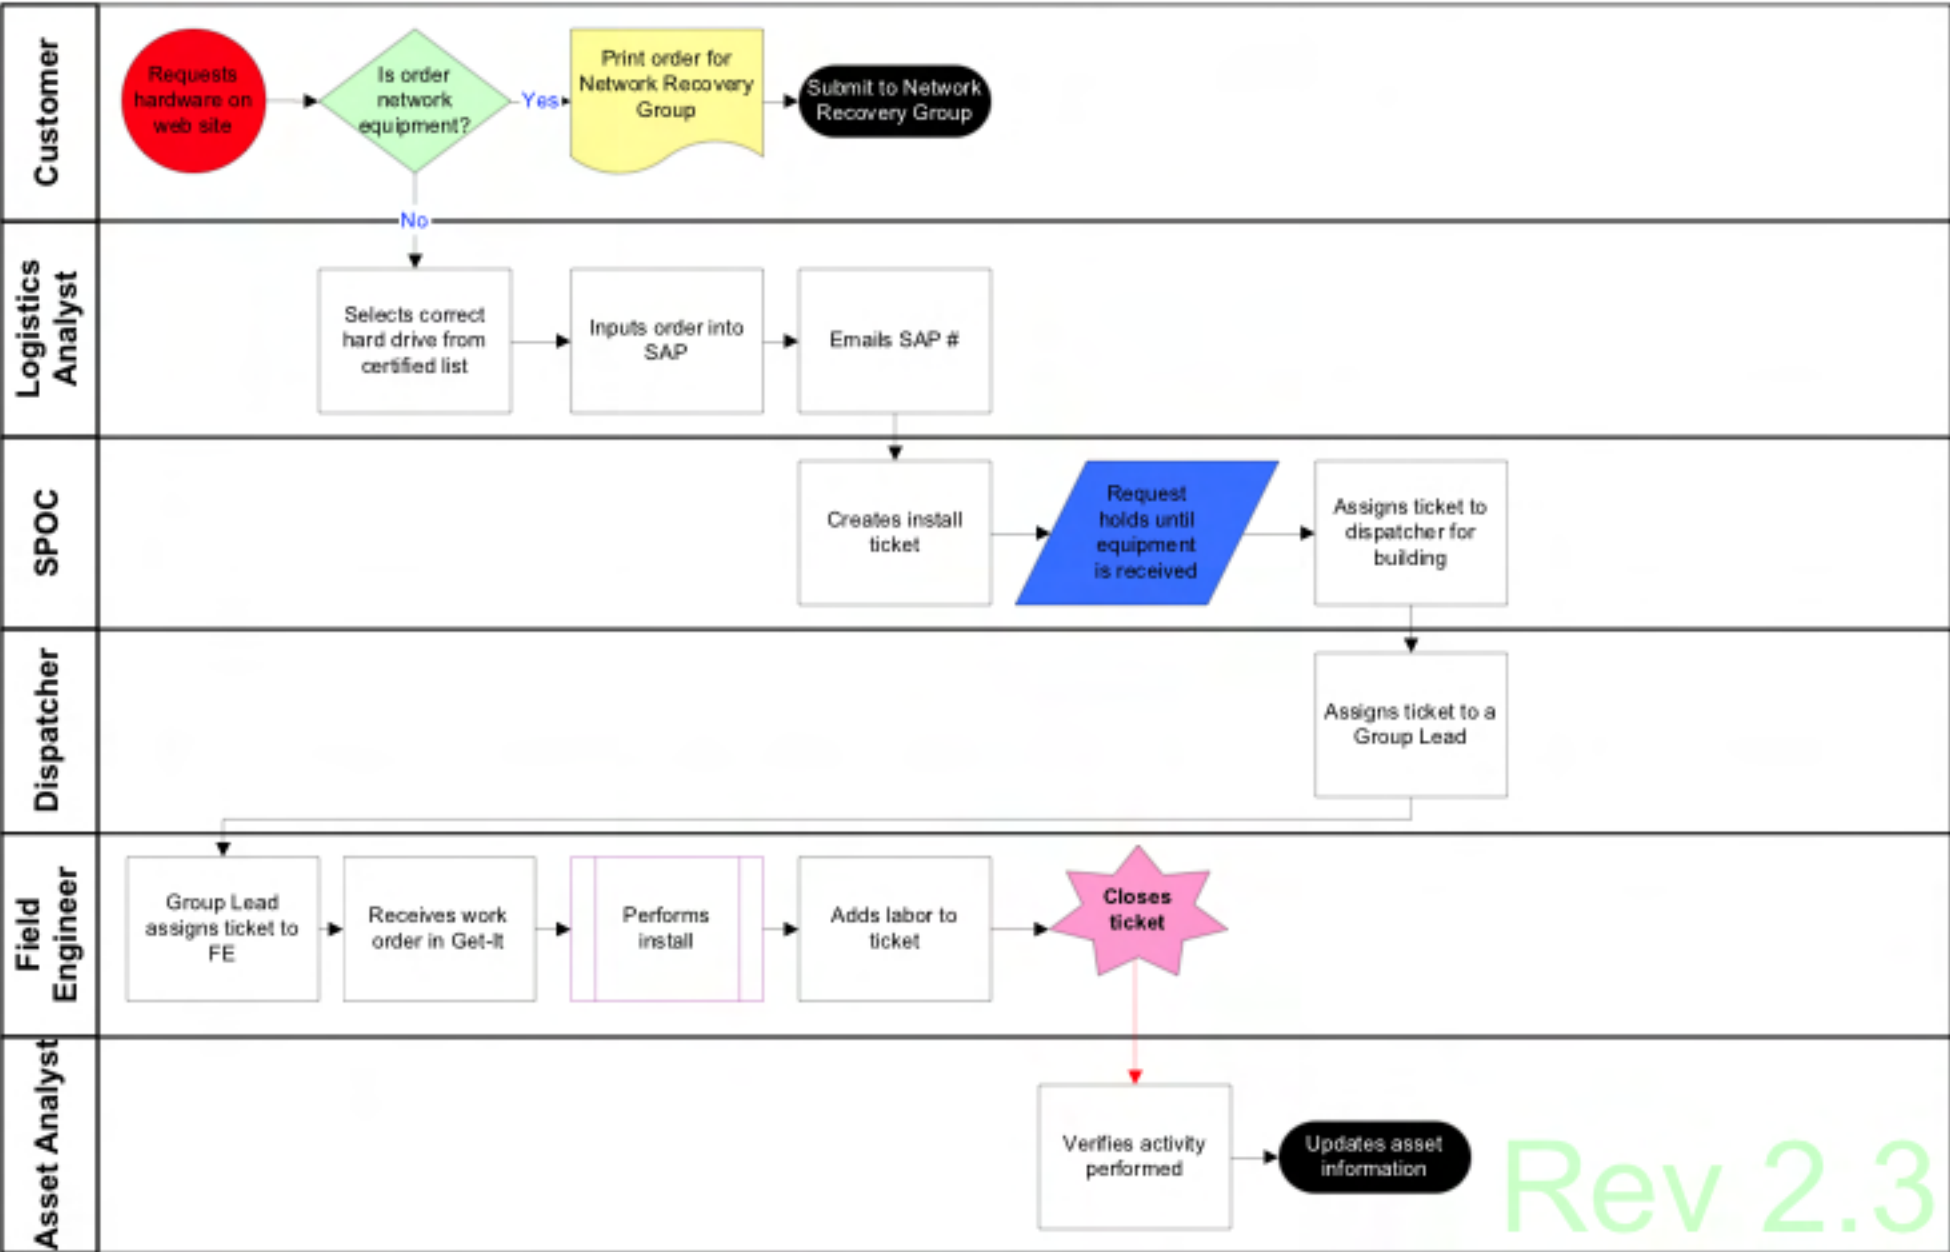 Customer
Requests
hardware on
web site
Is order
network
equipment?
Yes
Print order for
Network Recovery
Group
Submit to Network
Recovery Group
No
Logistics
Analyst
Selects correct
hard drive from
certified list
Inputs order into
SAP
Emails SAP #
SPOC
Creates install
ticket
Request
holds until
equipment
is received
Assigns ticket to
dispatcher for
building
Dispatcher
Assigns ticket to a
Group Lead
Field
Engineer
Group Lead
assigns ticket to
FE
Receives work
order in Get-It
Performs
install
Adds labor to
ticket
Closes
ticket
Asset Analyst
Verifies activity
performed
Updates asset
information
Rev 2.3